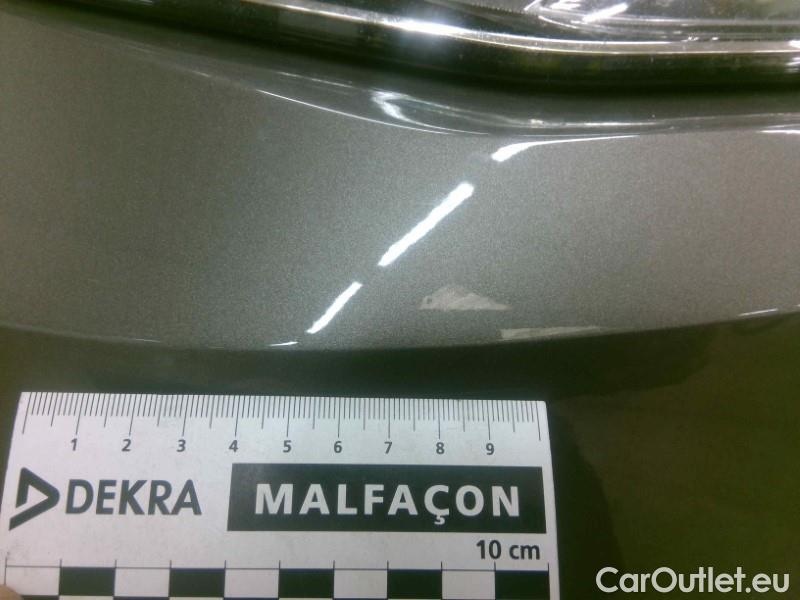 1 2 3 4 5 6 7 8 9
DEKRA MALFAÇON
10 cm
CarOutlet.eu